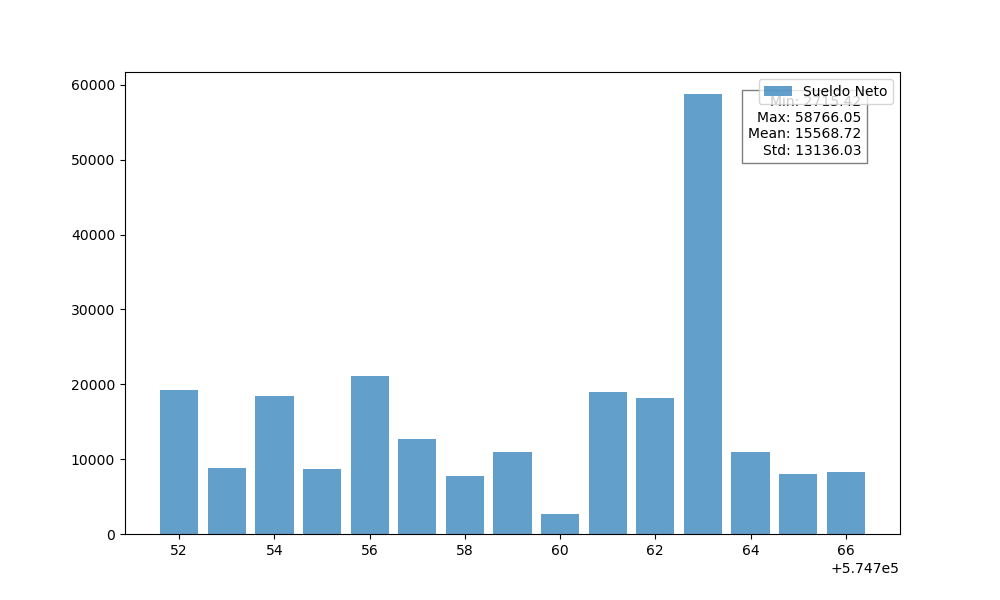 60000
50000
40000
30000
20000
10000
0
Sueldo Neto
Min: 2715.42
Max: 58766.05
Mean: 15568.72
Std: 13136.03
52 54 56 58 60 62 64 66
+5.747e5